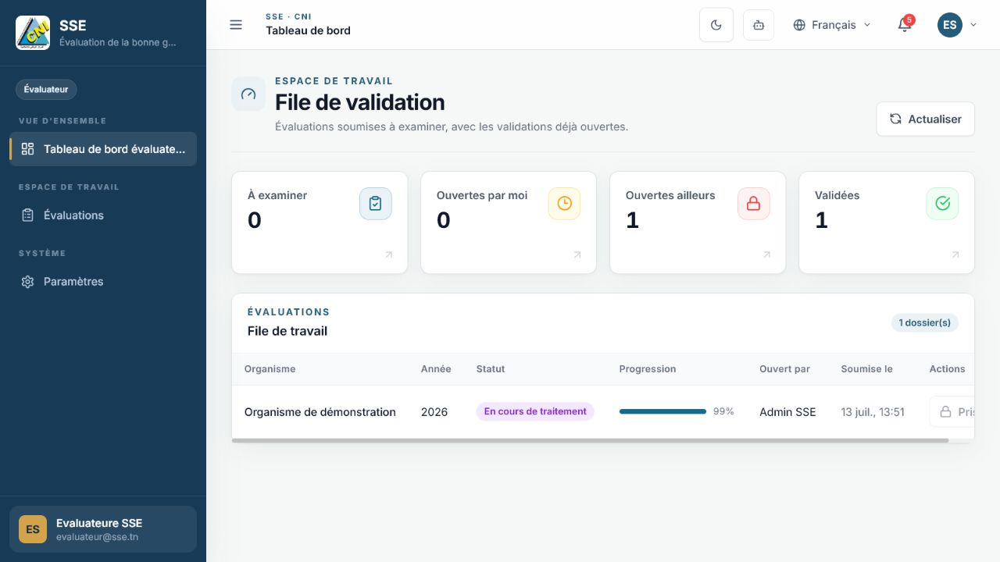 SSE
Évaluation de la bonne g...
Évaluateur
VUE D'ENSEMBLE
Tableau de bord évaluate...
ESPACE DE TRAVAIL
Évaluations
SYSTÈME
Paramètres
ES
Evaluateure SSE
evaluateur@sse.tn
SSE · CNI
Tableau de bord
Français
5
ES
ESPACE DE TRAVAIL
File de validation
Évaluations soumises à examiner, avec les validations déjà ouvertes.
Actualiser
À examiner
0
Ouvertes par moi
0
Ouvertes ailleurs
1
Validées
1
ÉVALUATIONS
File de travail
1 dossier(s)
Organisme Année Statut Progression Ouvert par Soumise le Actions
Organisme de démonstration 2026 En cours de traitement 99% Admin SSE 13 juil., 13:51 Pris